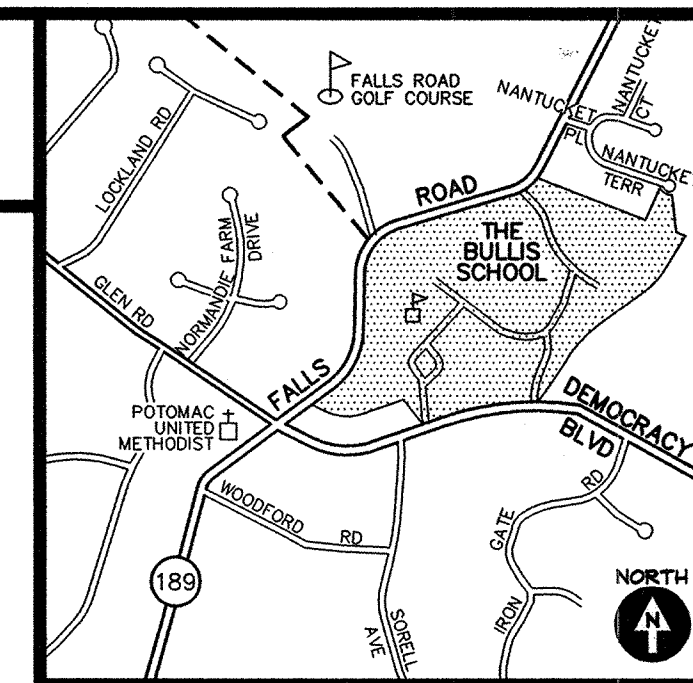 FALLS ROAD
GOLF COURSE
NANTUCKET
CT
NANTUCKET
PL
NANTUCKET
TERR
LOCKLAND RD
ROAD
THE
BULLIS
SCHOOL
NORMANDIE FARM
DRIVE
GLEN RD
FALLS
DEMOCRACY
BLVD
POTOMAC
UNITED
METHODIST
WOODFORD
RD
GATE
RD
IRON
189
SORELL
AVE
NORTH
N